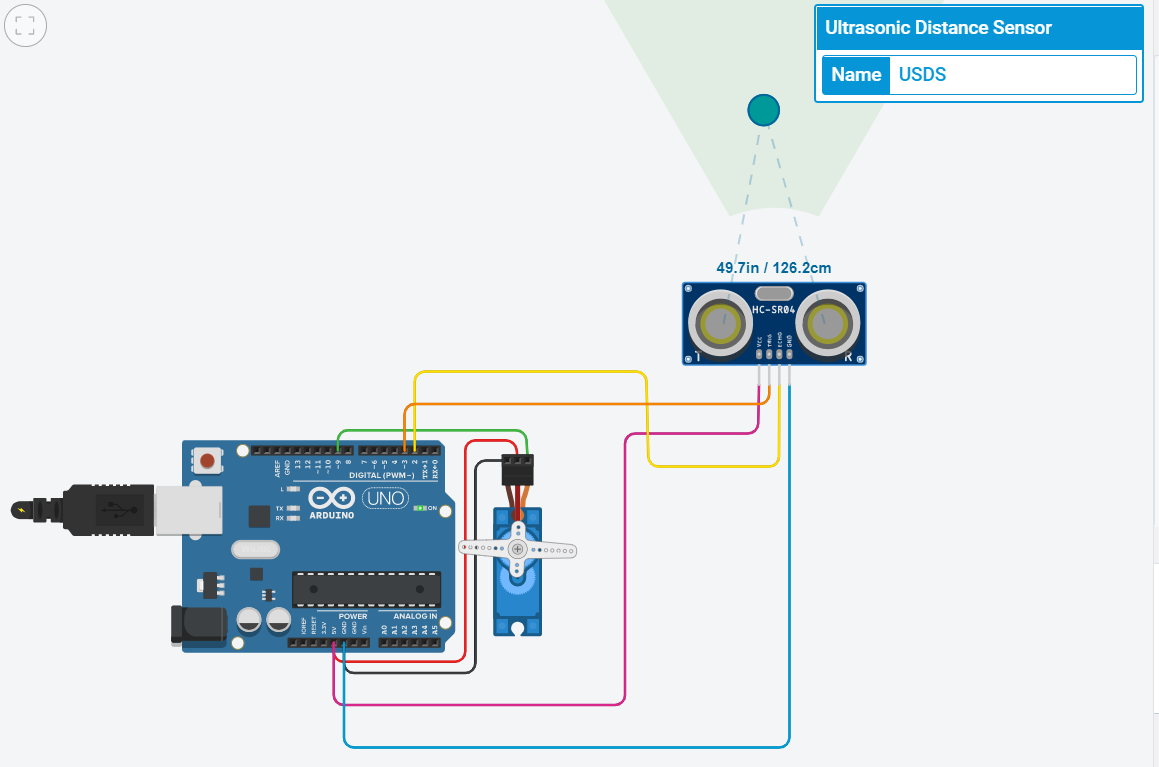 Ultrasonic Distance Sensor
Name USDS
49.7in / 126.2cm
HC-SR04
VCC TRIG ECHO GND
T R
AREF GND 13 12 ~11 ~10 ~9 8 7 ~6 ~5 4 ~3 2 TX→1 RX←0
DIGITAL (PWM~)
L
TX
RX
UNO
ARDUINO
ON
POWER ANALOG IN
IOREF RESET 3.3V 5V GND GND Vin A0 A1 A2 A3 A4 A5